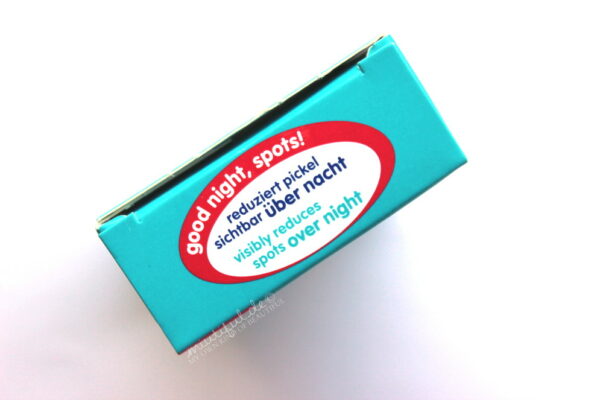 good night, spots!
reduziert pickel
sichtbar über nacht
visibly reduces
spots over night